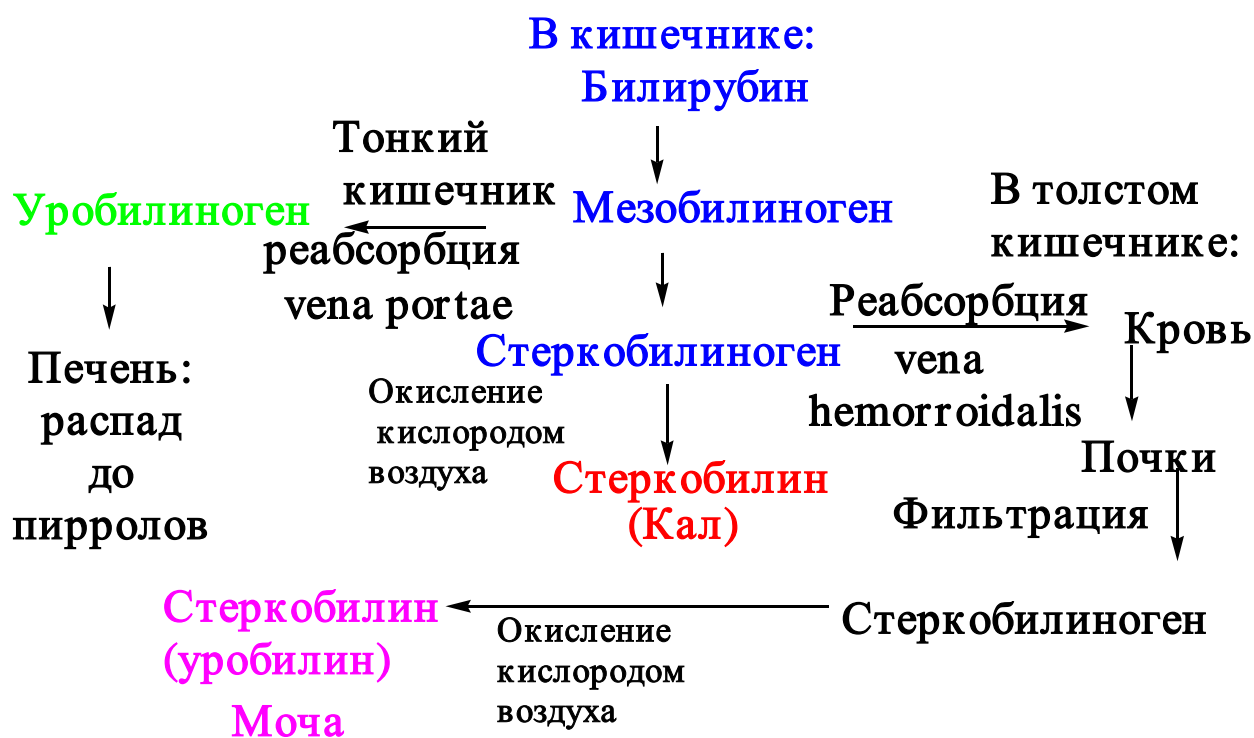 В кишечнике:
Билирубин
Тонкий
кишечник
Уробилиноген
Мезобилиноген
реабсорбция
vena portae
В толстом
кишечнике:
Реабсорбция
Кровь
vena
hemorroidalis
Стеркобилиноген
Печень:
распад
до
пирролов
Окисление
кислородом
воздуха
Стеркобилин
(Кал)
Почки
Фильтрация
Стеркобилиноген
Окисление
кислородом
воздуха
Стеркобилин
(уробилин)
Моча